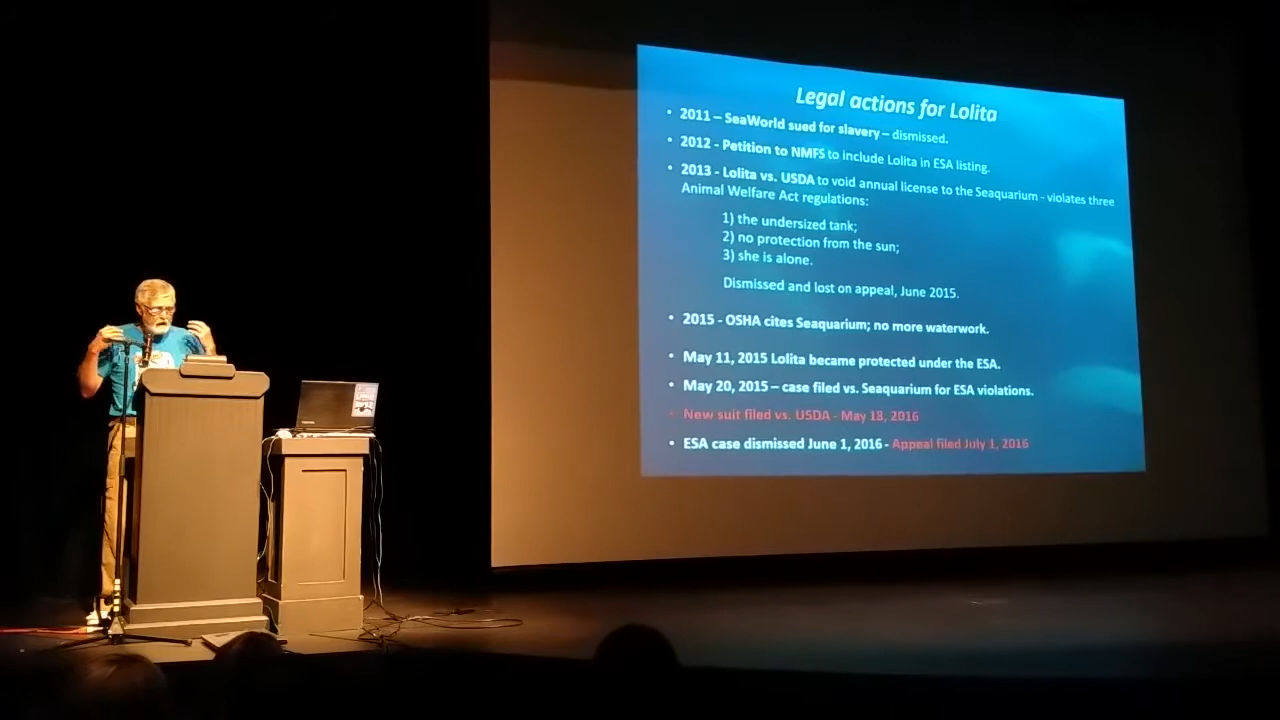 Legal actions for Lolita
• 2011 – SeaWorld sued for slavery – dismissed.
• 2012 - Petition to NMFS to include Lolita in ESA listing.
• 2013 - Lolita vs. USDA to void annual license to the Seaquarium - violates three
Animal Welfare Act regulations:
1) the undersized tank;
2) no protection from the sun;
3) she is alone.
Dismissed and lost on appeal, June 2015.
• 2015 - OSHA cites Seaquarium; no more waterwork.
• May 11, 2015 Lolita became protected under the ESA.
• May 20, 2015 – case filed vs. Seaquarium for ESA violations.
• New suit filed vs. USDA - May 18, 2016
• ESA case dismissed June 1, 2016 - Appeal filed July 1, 2016